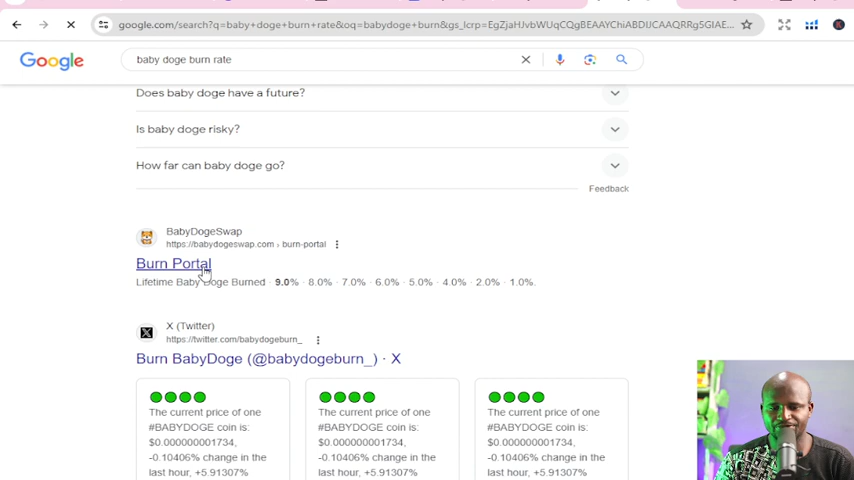 google.com/search?q=baby+doge+burn+rate&oq=babydoge+burn&gs_lcrp=EgZjaHJvbWUqCQgBEAAYChiABDIJCAAQRRg5GIAE...
Google
baby doge burn rate
Does baby doge have a future?
Is baby doge risky?
How far can baby doge go?
Feedback
BabyDogeSwap
https://babydogeswap.com › burn-portal
Burn Portal
Lifetime Baby Doge Burned · 9.0% · 8.0% · 7.0% · 6.0% · 5.0% · 4.0% · 2.0% · 1.0%.
X (Twitter)
https://twitter.com/babydogeburn_
Burn BabyDoge (@babydogeburn_) · X
The current price of one
#BABYDOGE coin is:
$0.000000001734,
-0.10406% change in the
last hour, +5.91307%
The current price of one
#BABYDOGE coin is:
$0.000000001734,
-0.10406% change in the
last hour, +5.91307%
The current price of one
#BABYDOGE coin is:
$0.000000001734,
-0.10406% change in the
last hour, +5.91307%